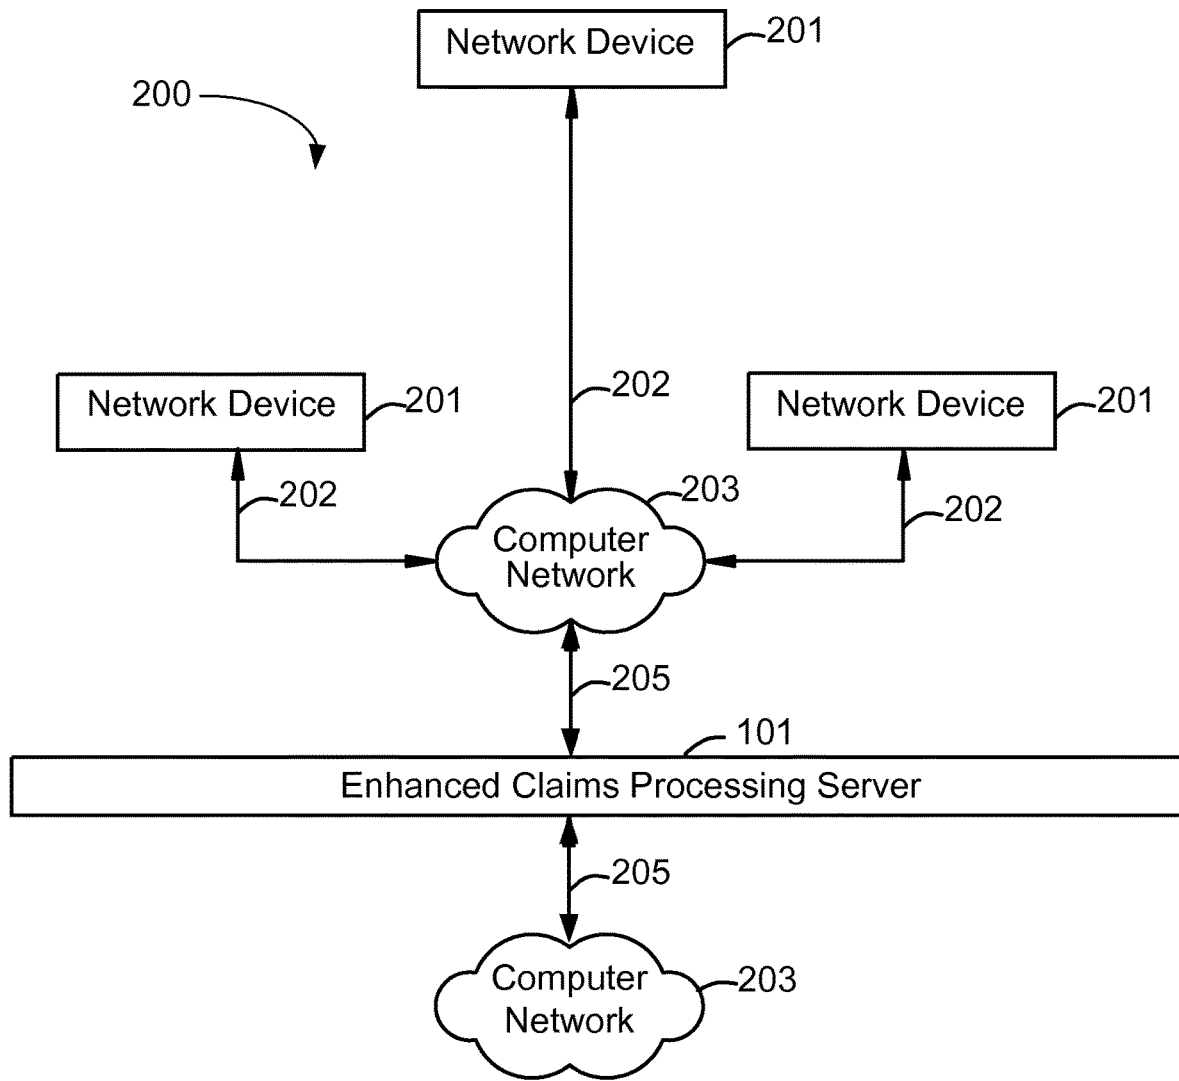 Network Device 201
200
202
Network Device 201
Network Device 201
202
203
202
Computer
Network
205
101
Enhanced Claims Processing Server
205
Computer
Network
203